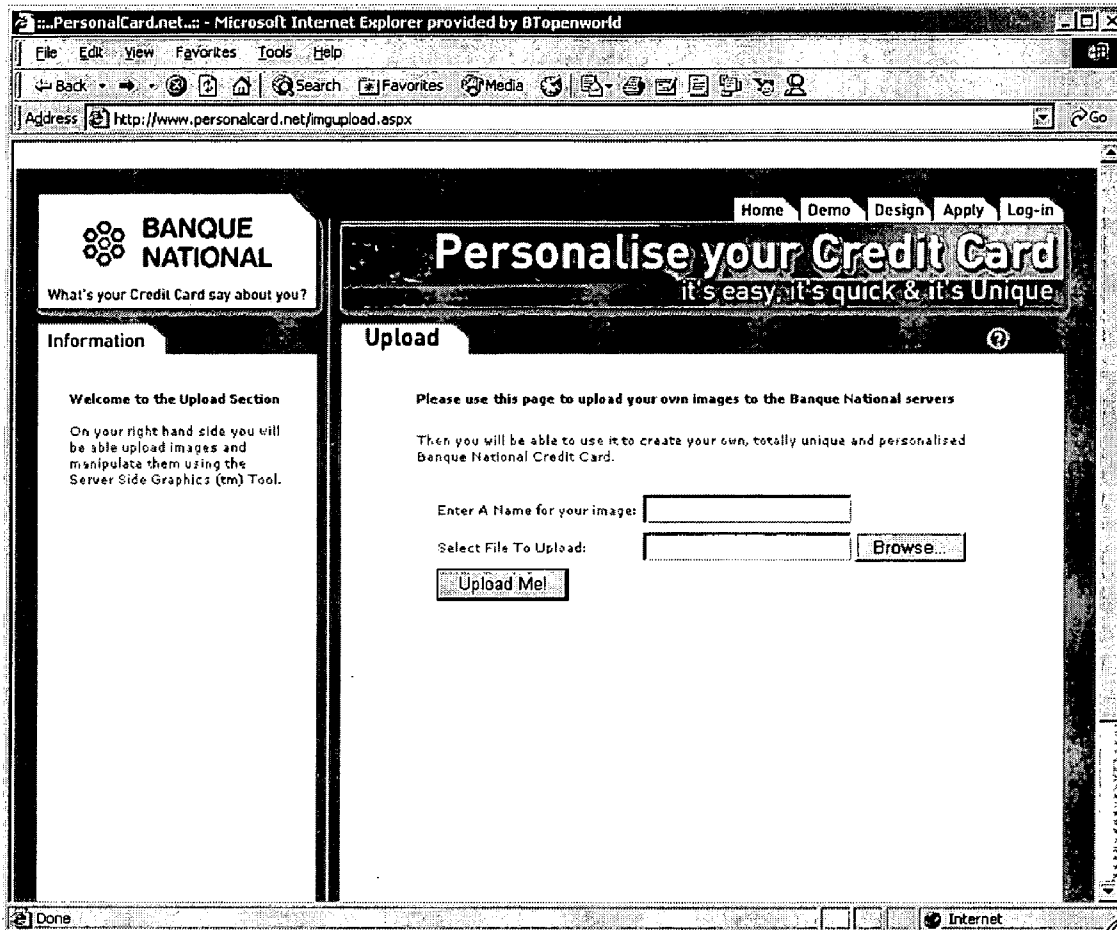 ::..PersonalCard.net..:: - Microsoft Internet Explorer provided by BTopenworld
File Edit View Favorites Tools Help
Back Search Favorites Media
Address http://www.personalcard.net/imgupload.aspx Go
Home Demo Design Apply Log-in
BANQUE
NATIONAL
What's your Credit Card say about you?
Personalise your Credit Card
it's easy, it's quick & it's Unique
Information
Welcome to the Upload Section
On your right hand side you will
be able upload images and
manipulate them using the
Server Side Graphics (tm) Tool.
Upload ?
Please use this page to upload your own images to the Banque National servers
Then you will be able to use it to create your own, totally unique and personalised
Banque National Credit Card.
Enter A Name for your image:
Select File To Upload: Browse...
Upload Me!
Done Internet